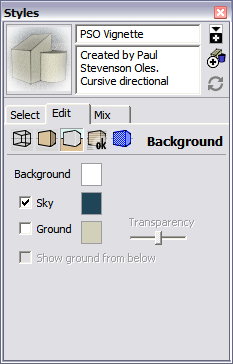 Styles
PSO Vignette
Created by Paul
Stevenson Oles.
Cursive directional
Select Edit Mix
ok
Background
Background
Sky
Ground Transparency
Show ground from below